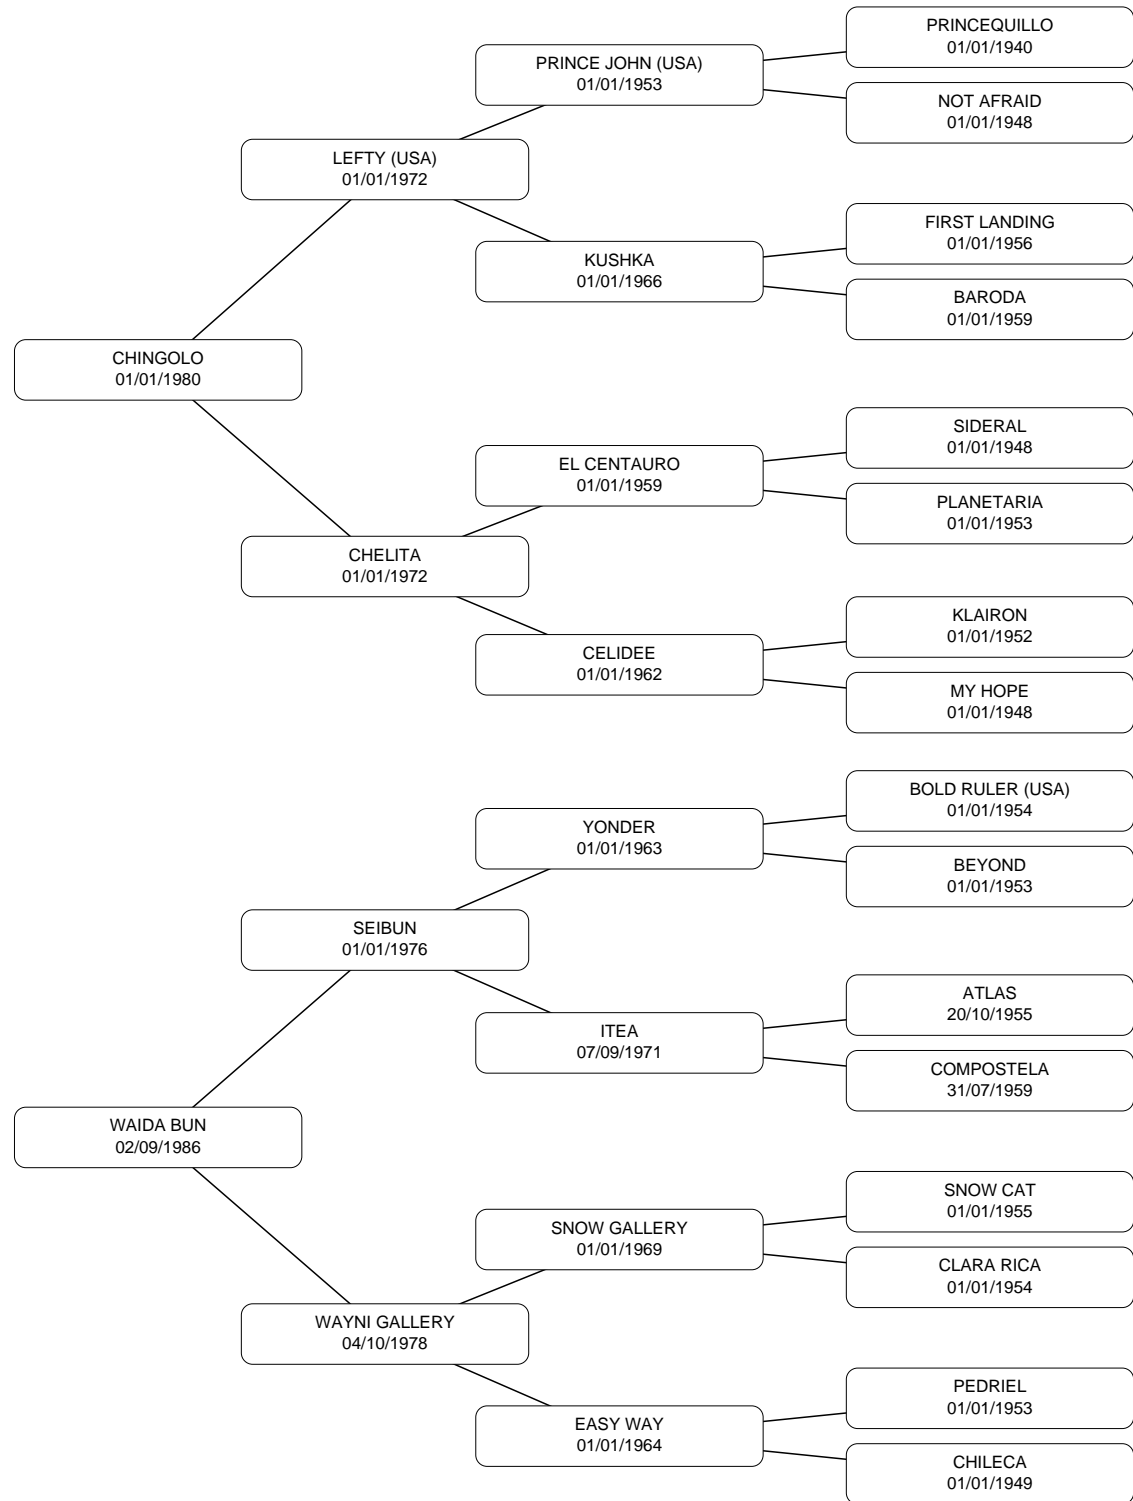 PRINCEQUILLO
01/01/1940
PRINCE JOHN (USA)
01/01/1953
NOT AFRAID
01/01/1948
LEFTY (USA)
01/01/1972
FIRST LANDING
01/01/1956
KUSHKA
01/01/1966
BARODA
01/01/1959
CHINGOLO
01/01/1980
SIDERAL
01/01/1948
EL CENTAURO
01/01/1959
PLANETARIA
01/01/1953
CHELITA
01/01/1972
KLAIRON
01/01/1952
CELIDEE
01/01/1962
MY HOPE
01/01/1948
BOLD RULER (USA)
01/01/1954
YONDER
01/01/1963
BEYOND
01/01/1953
SEIBUN
01/01/1976
ATLAS
20/10/1955
ITEA
07/09/1971
COMPOSTELA
31/07/1959
WAIDA BUN
02/09/1986
SNOW CAT
01/01/1955
SNOW GALLERY
01/01/1969
CLARA RICA
01/01/1954
WAYNI GALLERY
04/10/1978
PEDRIEL
01/01/1953
EASY WAY
01/01/1964
CHILECA
01/01/1949